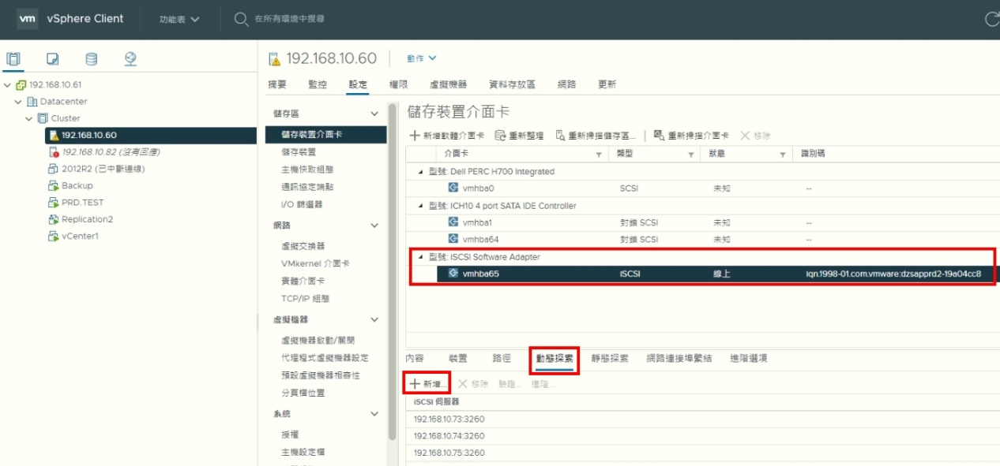 vm vSphere Client 功能表 在所有環境中搜尋
192.168.10.61
Datacenter
Cluster
192.168.10.60
192.168.10.82 (沒有回應)
2012R2 (已中斷連線)
Backup
PRD.TEST
Replication2
vCenter1
192.168.10.60 動作
摘要 監控 設定 權限 虛擬機器 資料存放區 網路 更新
儲存區
儲存裝置介面卡
儲存裝置
主機快取組態
通訊協定端點
I/O 篩選器
網路
虛擬交換器
VMkernel 介面卡
實體介面卡
TCP/IP 組態
虛擬機器
虛擬機器啟動/關閉
代理程式虛擬機器設定
預設虛擬機器相容性
分頁檔位置
系統
授權
主機設定檔
儲存裝置介面卡
新增軟體介面卡 重新整理 重新掃描儲存區... 重新掃描介面卡 移除
介面卡 類型 狀態 識別碼
型號: Dell PERC H700 Integrated
vmhba0 SCSI 未知 --
型號: ICH10 4 port SATA IDE Controller
vmhba1 封鎖 SCSI 未知 --
vmhba64 封鎖 SCSI 未知 --
型號: iSCSI Software Adapter
vmhba65 iSCSI 線上 iqn.1998-01.com.vmware:dzsapprd2-19a04cc8
內容 裝置 路徑 動態探索 靜態探索 網路連接埠繫結 進階選項
新增... 移除 驗證... 進階...
iSCSI 伺服器
192.168.10.73:3260
192.168.10.74:3260
192.168.10.75:3260